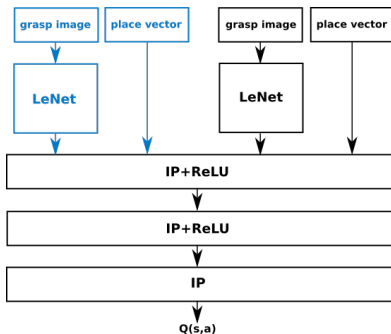 grasp image place vector grasp image place vector
LeNet LeNet
IP+ReLU
IP+ReLU
IP
Q(s,a)